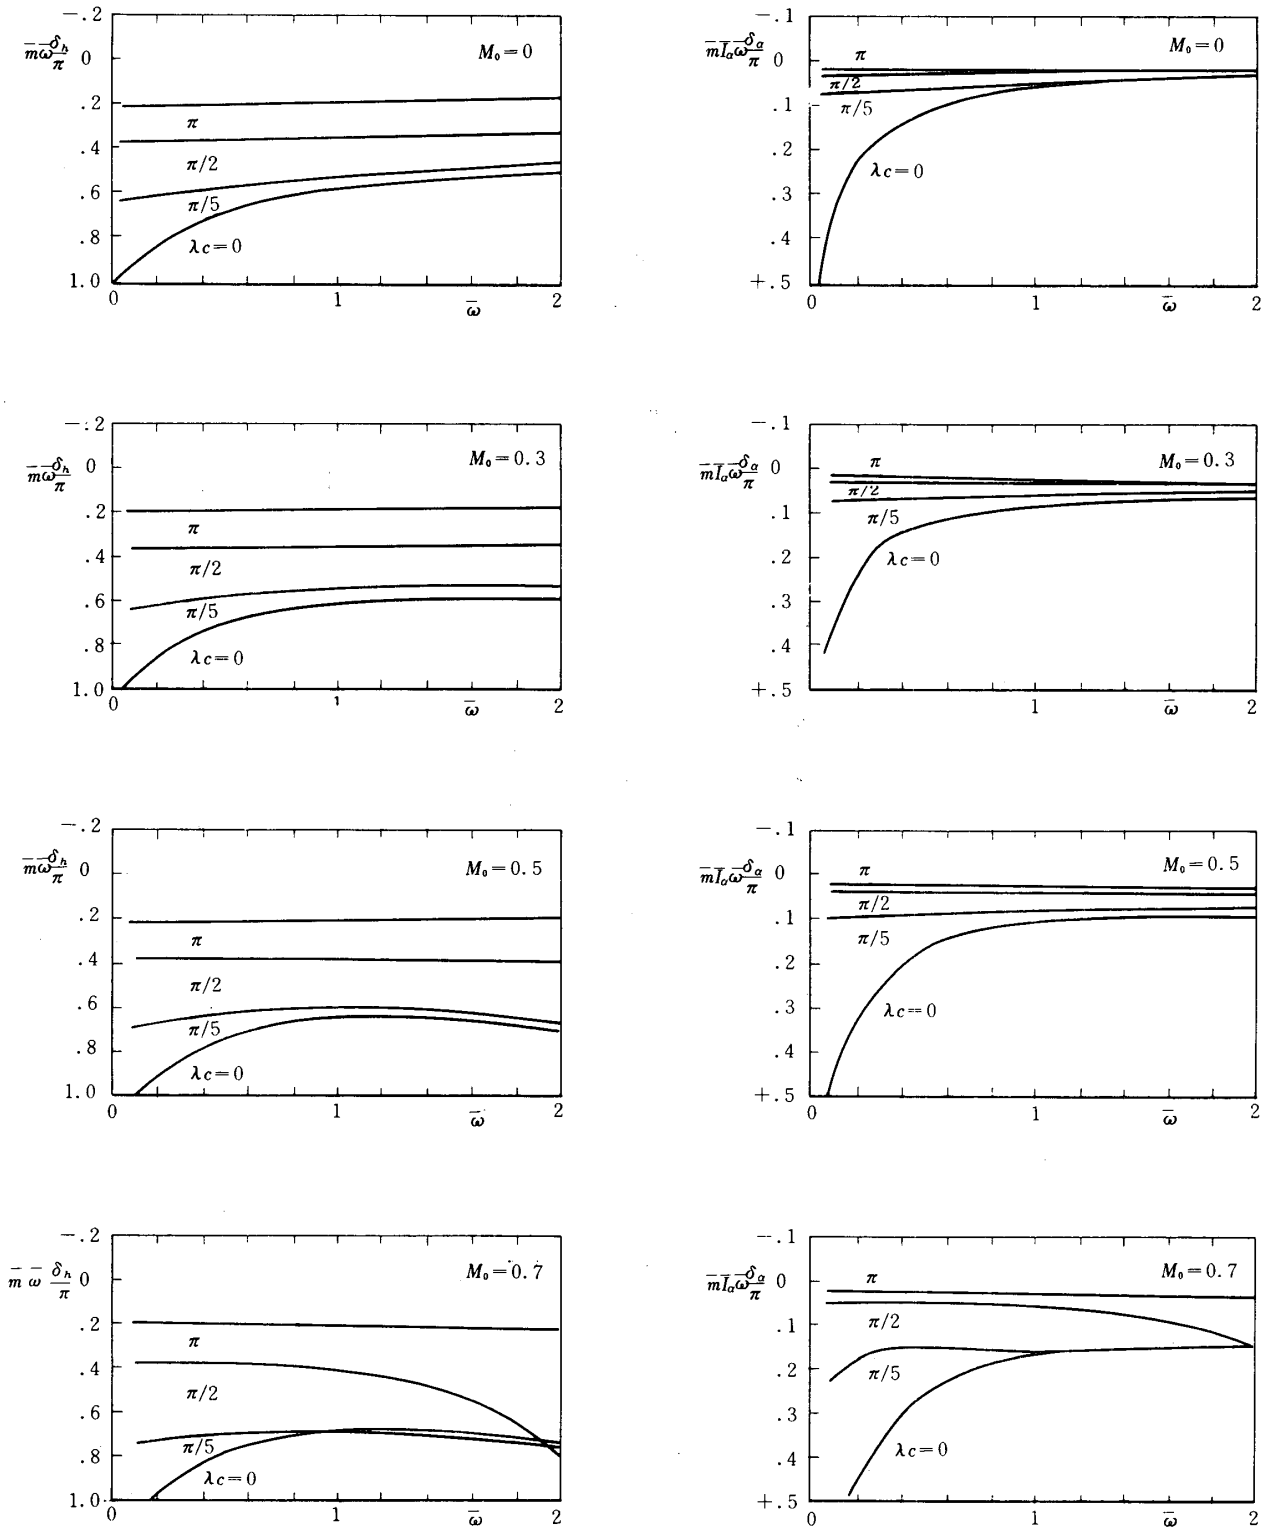 −.2
m̅ω̅ δₕ/π 0
M₀=0
.2
π
.4
π/2
.6
π/5
.8
λc=0
1.0
0 1 ω̅ 2
−.1
m̅I̅αω̅ δα/π 0
M₀=0
π
π/2
.1
π/5
.2
λc=0
.3
.4
+.5
0 1 ω̅ 2
−.2
m̅ω̅ δₕ/π 0
M₀=0.3
.2
π
.4
π/2
.6
π/5
.8
λc=0
1.0
0 1 ω̅ 2
−.1
m̅I̅αω̅ δα/π 0
M₀=0.3
π
π/2
.1
π/5
.2
λc=0
.3
.4
+.5
0 1 ω̅ 2
−.2
m̅ω̅ δₕ/π 0
M₀=0.5
.2
π
.4
π/2
.6
π/5
.8
λc=0
1.0
0 1 ω̅ 2
−.1
m̅I̅αω̅ δα/π 0
M₀=0.5
π
π/2
.1
π/5
.2
.3
λc=0
.4
+.5
0 1 ω̅ 2
−.2
m̅ ω̅ δₕ/π 0
M₀=0.7
.2
π
.4
π/2
.6
π/5
.8
λc=0
1.0
0 1 ω̅ 2
−.1
m̅I̅αω̅ δα/π 0
M₀=0.7
π
π/2
.1
.2
π/5
.3
.4
λc=0
+.5
0 1 ω̅ 2